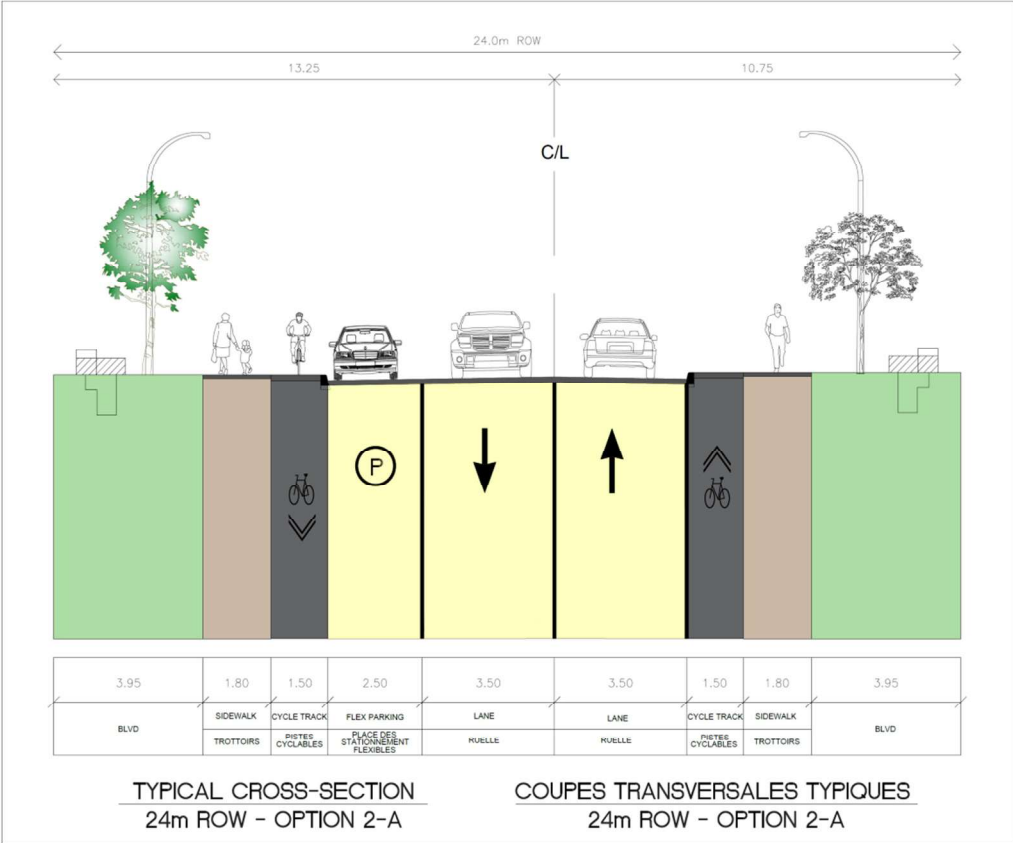 24.0m ROW
13.25
10.75
C/L
P
3.95
1.80
1.50
2.50
3.50
3.50
1.50
1.80
3.95
BLVD
SIDEWALK
CYCLE TRACK
FLEX PARKING
LANE
LANE
CYCLE TRACK
SIDEWALK
BLVD
TROTTOIRS
PISTES
CYCLABLES
PLACE DES
STATIONNEMENT
FLEXIBLES
RUELLE
RUELLE
PISTES
CYCLABLES
TROTTOIRS
TYPICAL CROSS-SECTION
24m ROW - OPTION 2-A
COUPES TRANSVERSALES TYPIQUES
24m ROW - OPTION 2-A